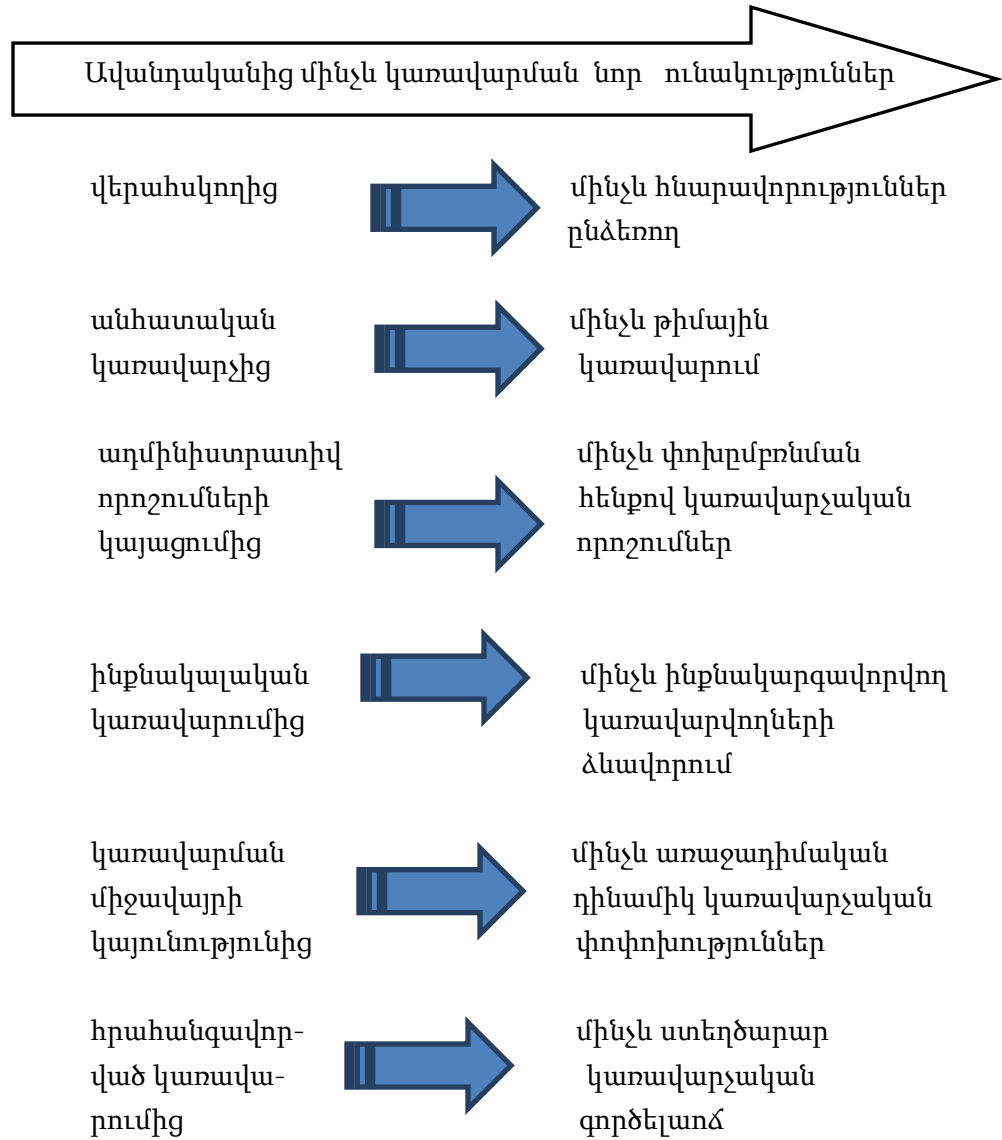 Ավանդականից մինչև կառավարման նոր ունակություններ
վերահսկողից
մինչև հնարավորություններ
ընձեռող
անհատական
կառավարչից
մինչև թիմային
կառավարում
ադմինիստրատիվ
որոշումների
կայացումից
մինչև փոխըմբռնման
հենքով կառավարչական
որոշումներ
ինքնակալական
կառավարումից
մինչև ինքնակարգավորվող
կառավարվողների
ձևավորում
կառավարման
միջավայրի
կայունությունից
մինչև առաջադիմական
դինամիկ կառավարչական
փոփոխություններ
հրահանգավոր-
ված կառավա-
րումից
մինչև ստեղծարար
կառավարչական
գործելաոճ